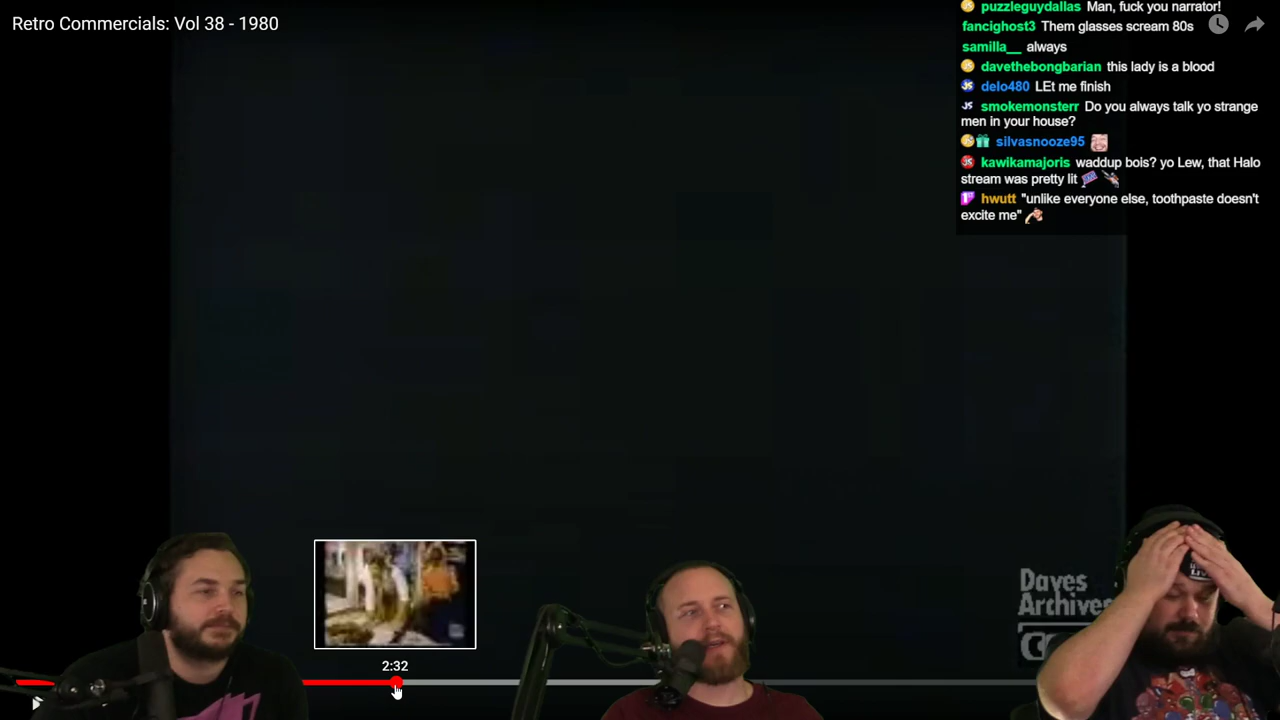 Retro Commercials: Vol 38 - 1980
puzzleguydallas Man, fuck you narrator!
fancighost3 Them glasses scream 80s
samilla__ always
davethebongbarian this lady is a blood
delo480 LEt me finish
smokemonsterr Do you always talk yo strange
men in your house?
silvasnooze95
kawikamajoris waddup bois? yo Lew, that Halo
stream was pretty lit
hwutt "unlike everyone else, toothpaste doesn't
excite me"
Daves
Archives
2:32